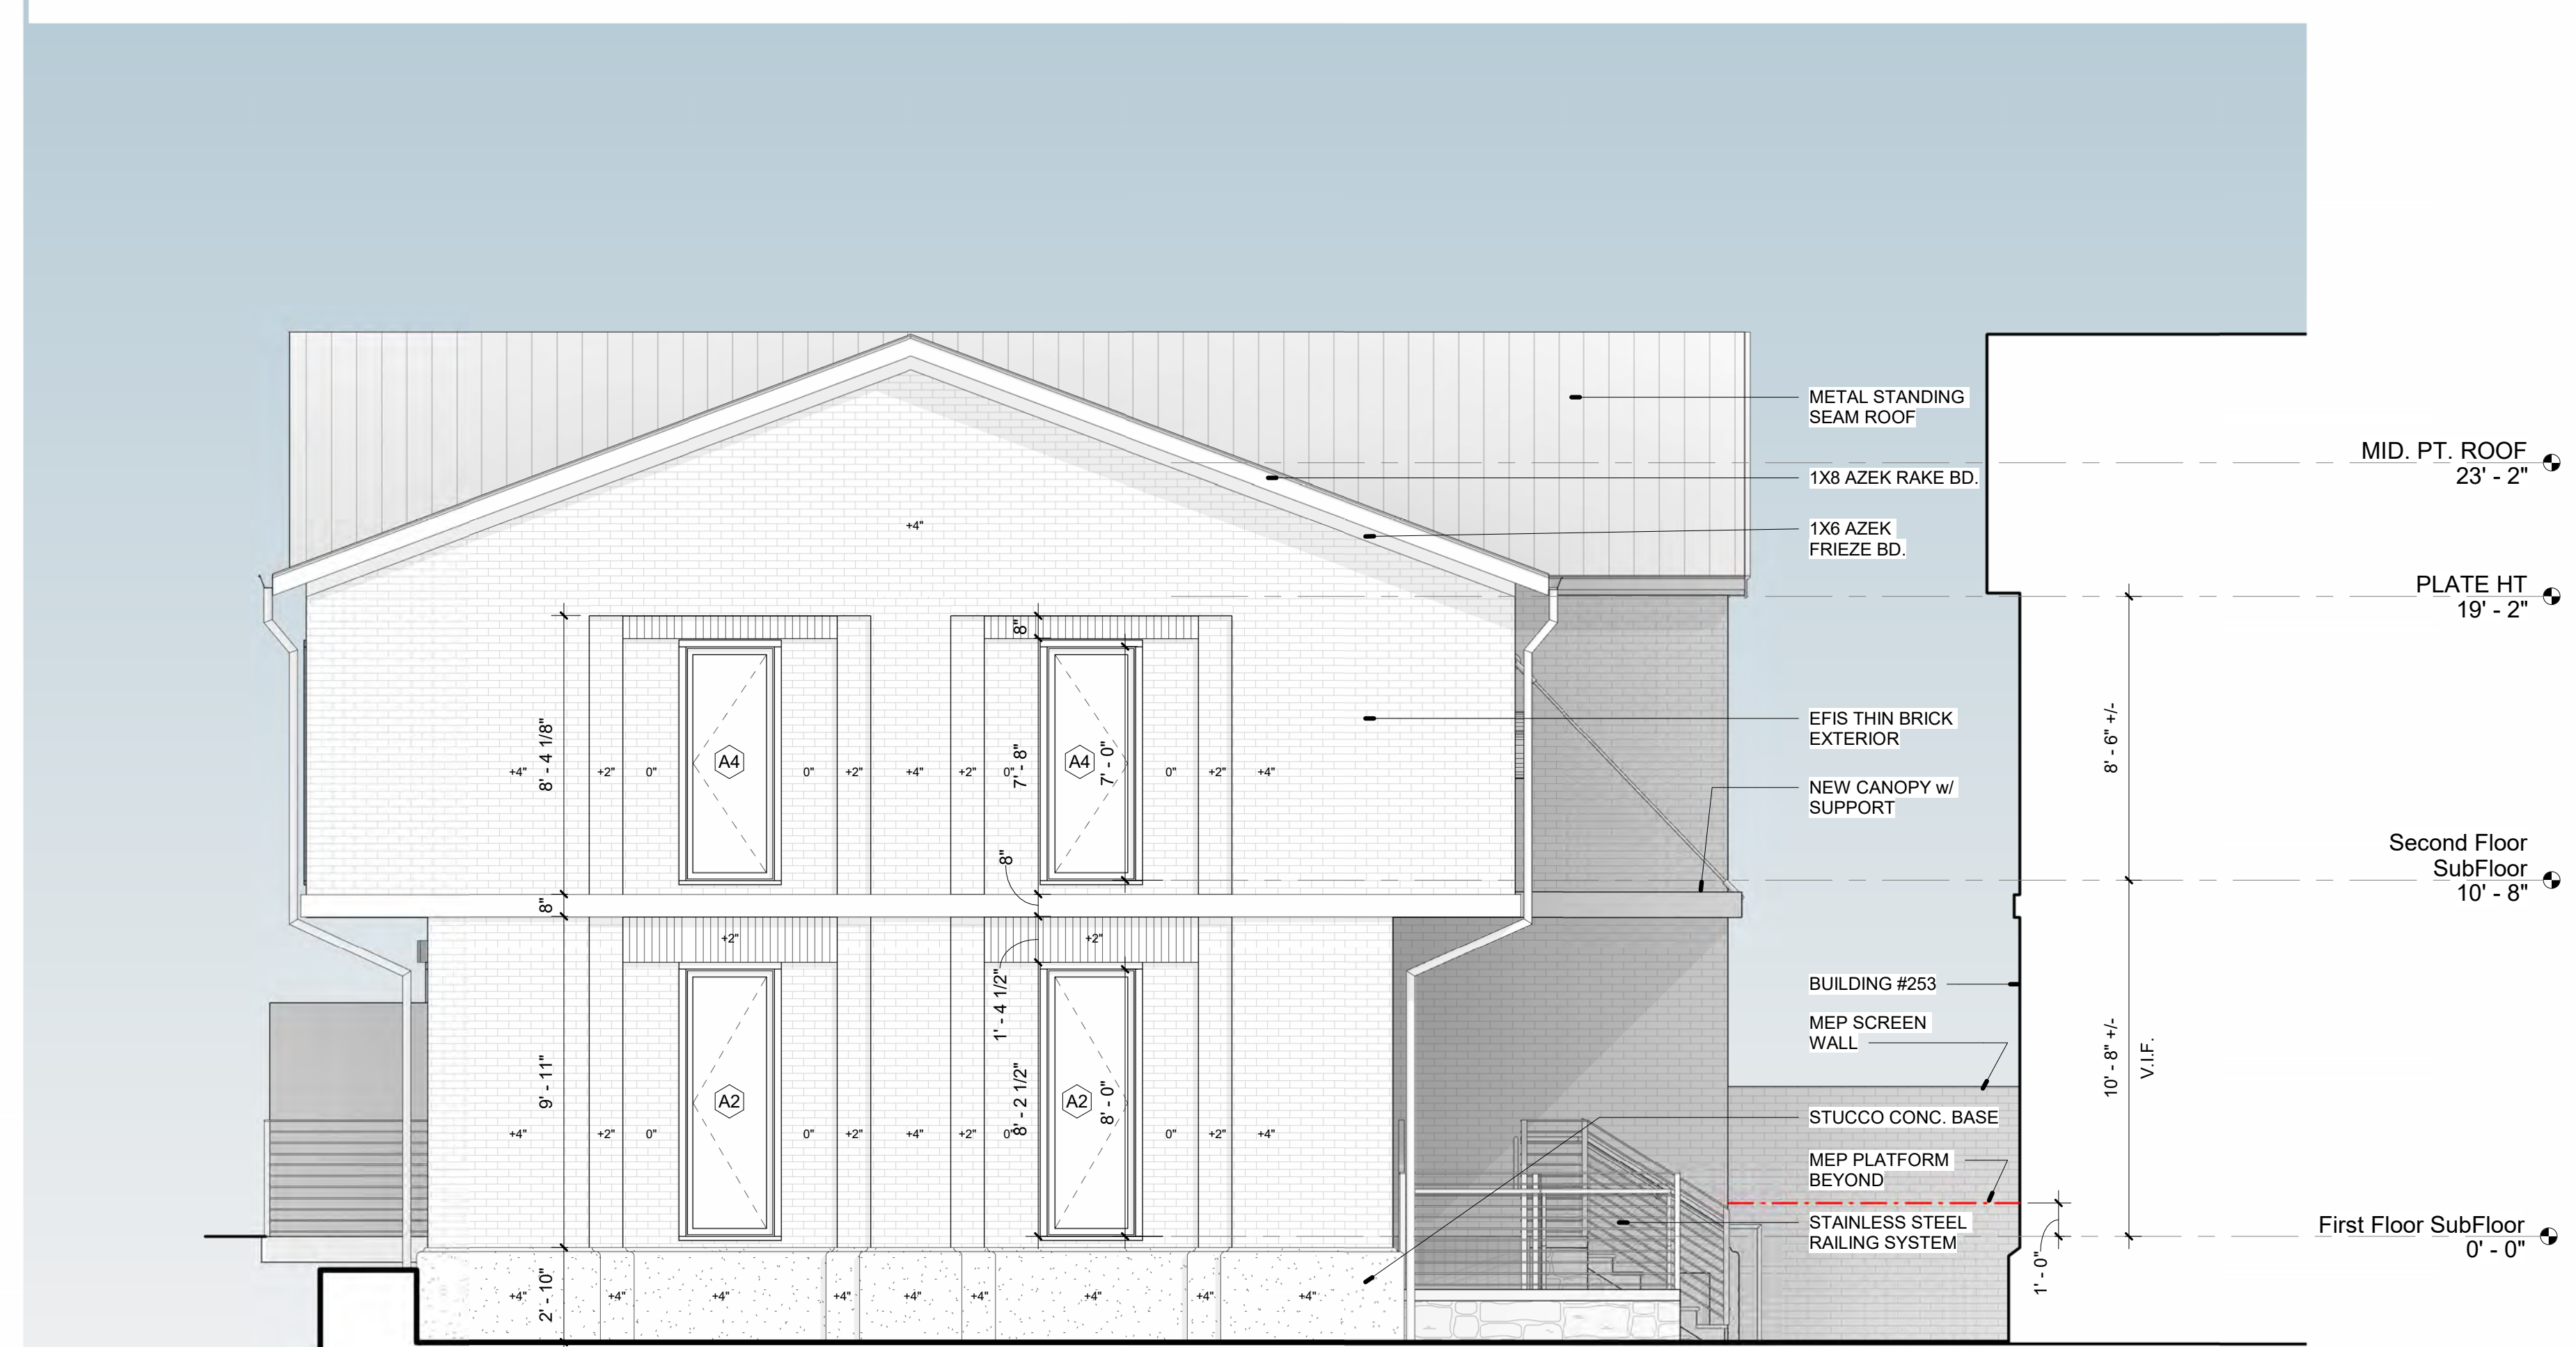 METAL STANDING
SEAM ROOF
MID. PT. ROOF
23' - 2"
1X8 AZEK RAKE BD.
+4"
1X6 AZEK
FRIEZE BD.
PLATE HT
19' - 2"
8"
EFIS THIN BRICK
EXTERIOR
8' - 6" +/-
8' - 4 1/8"
A4
7' - 8"
A4
7' - 0"
+4"
+2"
0"
0"
+2"
+4"
+2"
0"
0"
+2"
+4"
NEW CANOPY w/
SUPPORT
Second Floor
SubFloor
10' - 8"
8"
8"
+2"
+2"
BUILDING #253
1' - 4 1/2"
MEP SCREEN
WALL
10' - 8" +/-
V.I.F.
9' - 11"
A2
8' - 2 1/2"
A2
8' - 0"
STUCCO CONC. BASE
+4"
+2"
0"
0"
+2"
+4"
+2"
0"
0"
+2"
+4"
MEP PLATFORM
BEYOND
STAINLESS STEEL
RAILING SYSTEM
First Floor SubFloor
0' - 0"
1' - 0"
2' - 10"
+4"
+4"
+4"
+4"
+4"
+4"
+4"
+4"
+4"